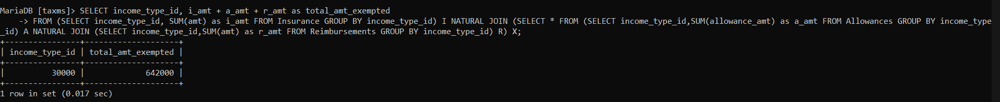 MariaDB [taxms]> SELECT income_type_id, i_amt + a_amt + r_amt as total_amt_exempted
    -> FROM (SELECT income_type_id, SUM(amt) as i_amt FROM Insurance GROUP BY income_type_id) I NATURAL JOIN (SELECT * FROM (SELECT income_type_id,SUM(allowance_amt) as a_amt FROM Allowances GROUP BY income_type
_id) A NATURAL JOIN (SELECT income_type_id,SUM(amt) as r_amt FROM Reimbursements GROUP BY income_type_id) R) X;
+----------------+--------------------+
| income_type_id | total_amt_exempted |
+----------------+--------------------+
|          30000 |             642000 |
+----------------+--------------------+
1 row in set (0.017 sec)